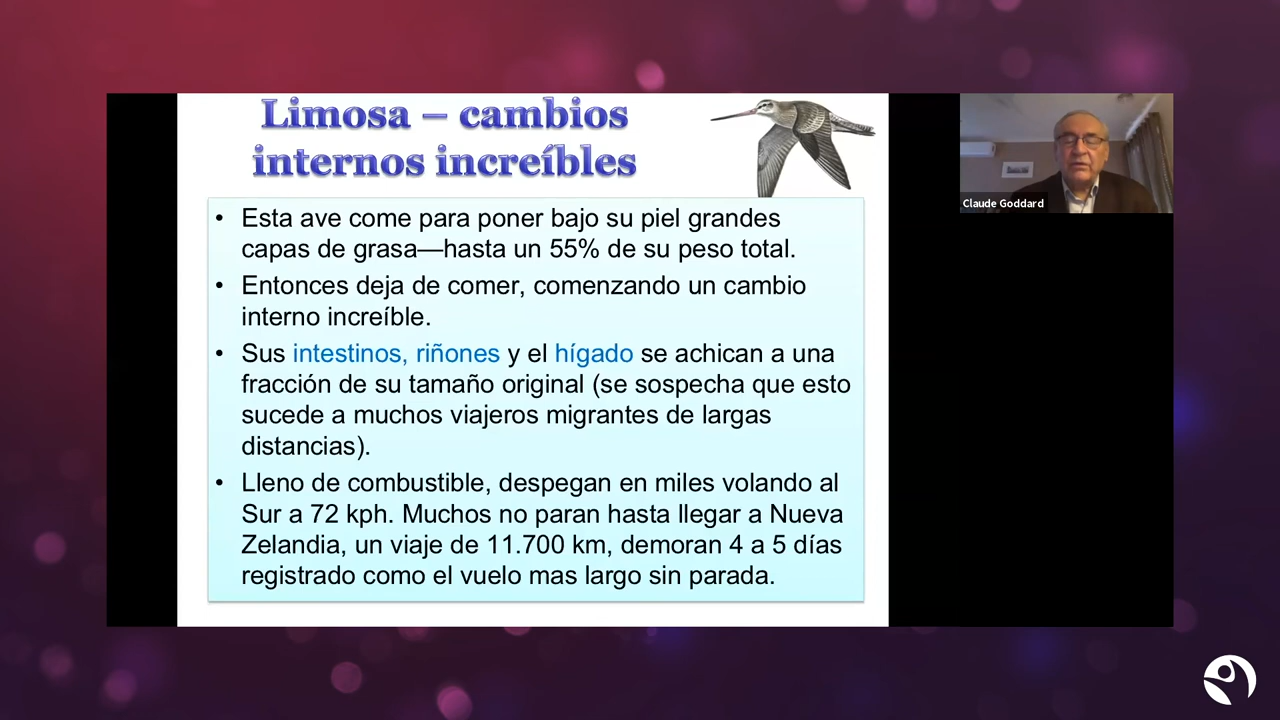 Limosa – cambios
internos increíbles
• Esta ave come para poner bajo su piel grandes
capas de grasa—hasta un 55% de su peso total.
• Entonces deja de comer, comenzando un cambio
interno increíble.
• Sus intestinos, riñones y el hígado se achican a una
fracción de su tamaño original (se sospecha que esto
sucede a muchos viajeros migrantes de largas
distancias).
• Lleno de combustible, despegan en miles volando al
Sur a 72 kph. Muchos no paran hasta llegar a Nueva
Zelandia, un viaje de 11.700 km, demoran 4 a 5 días
registrado como el vuelo mas largo sin parada.
Claude Goddard